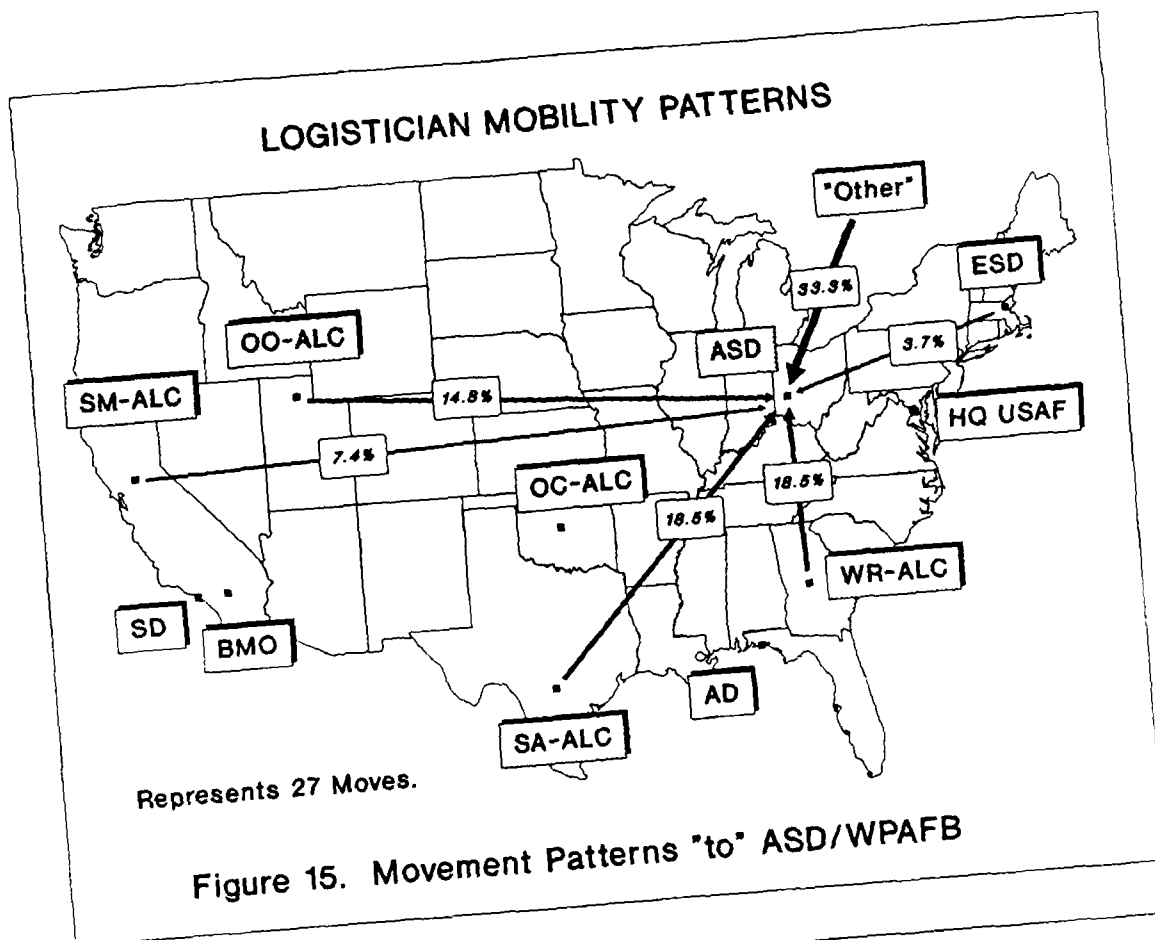 LOGISTICIAN MOBILITY PATTERNS
"Other"
ESD
33.3%
OO-ALC
ASD
3.7%
SM-ALC
14.8%
HQ USAF
7.4%
OC-ALC
18.5%
18.5%
WR-ALC
SD
BMO
AD
SA-ALC
Represents 27 Moves.
Figure 15. Movement Patterns "to" ASD/WPAFB